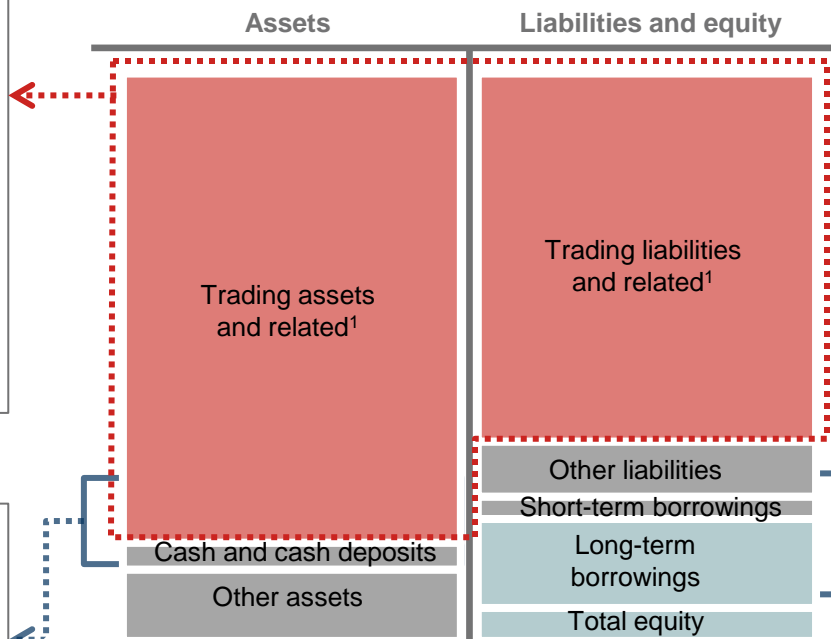 Assets
Liabilities and equity
Trading assets
and related¹
Trading liabilities
and related¹
Cash and cash deposits
Other assets
Other liabilities
Short-term borrowings
Long-term
borrowings
Total equity